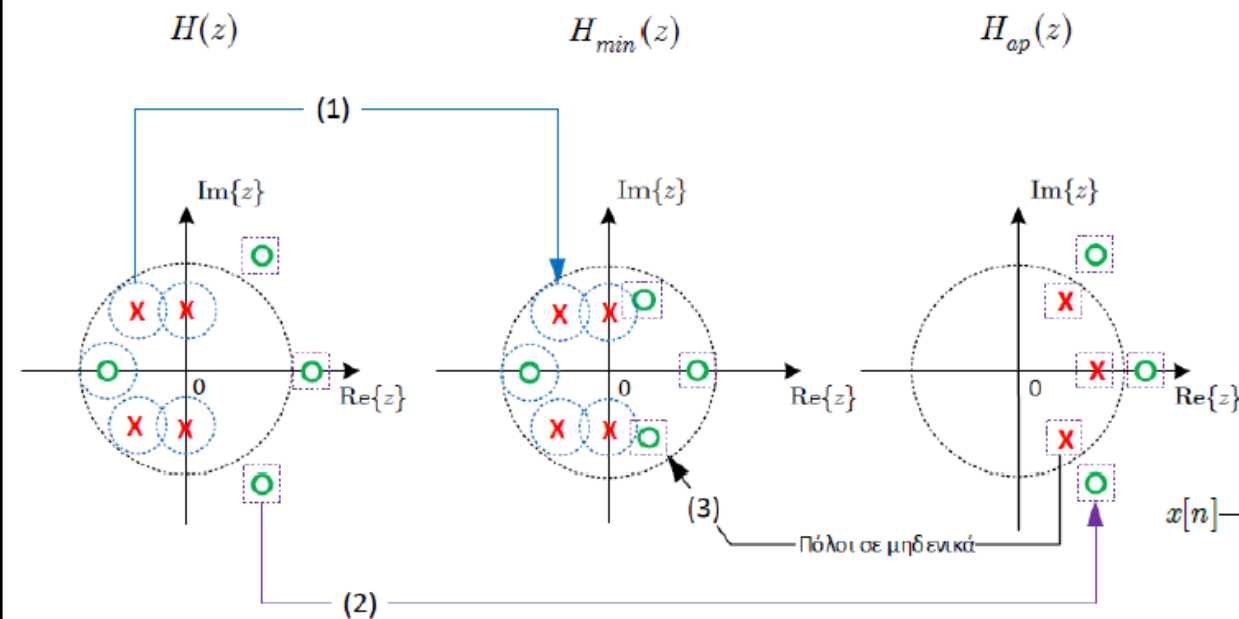 H(z)
H_min(z)
H_ap(z)
(1)
Im{z}
Im{z}
Im{z}
X
X
X
X
X
0
0
X
0
Re{z}
Re{z}
Re{z}
X
X
X
X
X
(3)
x[n]
Πόλοι σε μηδενικά
(2)